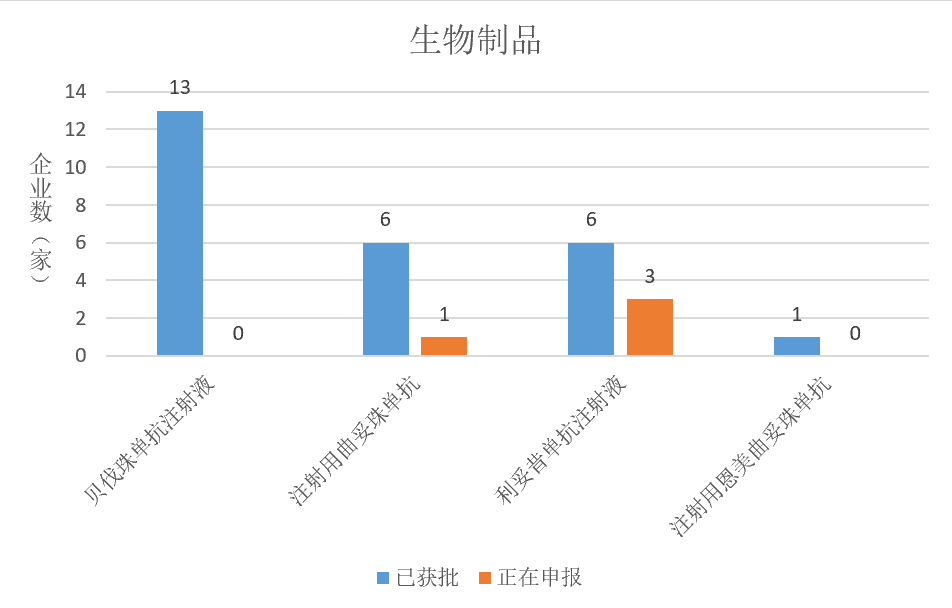 生物制品
企业数（家）
14
12
10
8
6
4
2
0
13
0
6
1
6
3
1
0
贝伐珠单抗注射液
注射用曲妥珠单抗
利妥昔单抗注射液
注射用恩美曲妥珠单抗
已获批
正在申报